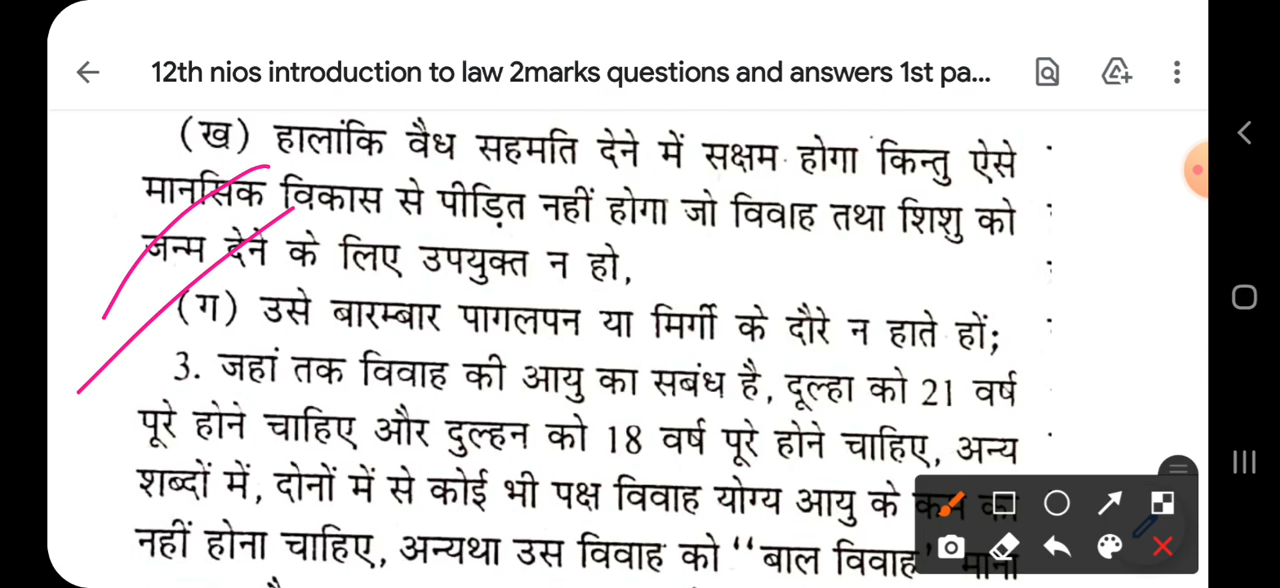 12th nios introduction to law 2marks questions and answers 1st pa...
(ख) हालांकि वैध सहमति देने में सक्षम होगा किन्तु ऐसे
मानसिक विकास से पीड़ित नहीं होगा जो विवाह तथा शिशु को
जन्म देने के लिए उपयुक्त न हो,
(ग) उसे बारम्बार पागलपन या मिर्गी के दौरे न हाते हों;
3. जहां तक विवाह की आयु का सबंध है, दूल्हा को 21 वर्ष
पूरे होने चाहिए और दुल्हन को 18 वर्ष पूरे होने चाहिए, अन्य
शब्दों में, दोनों में से कोई भी पक्ष विवाह योग्य आयु के
नहीं होना चाहिए, अन्यथा उस विवाह को "बाल विवाह" माना